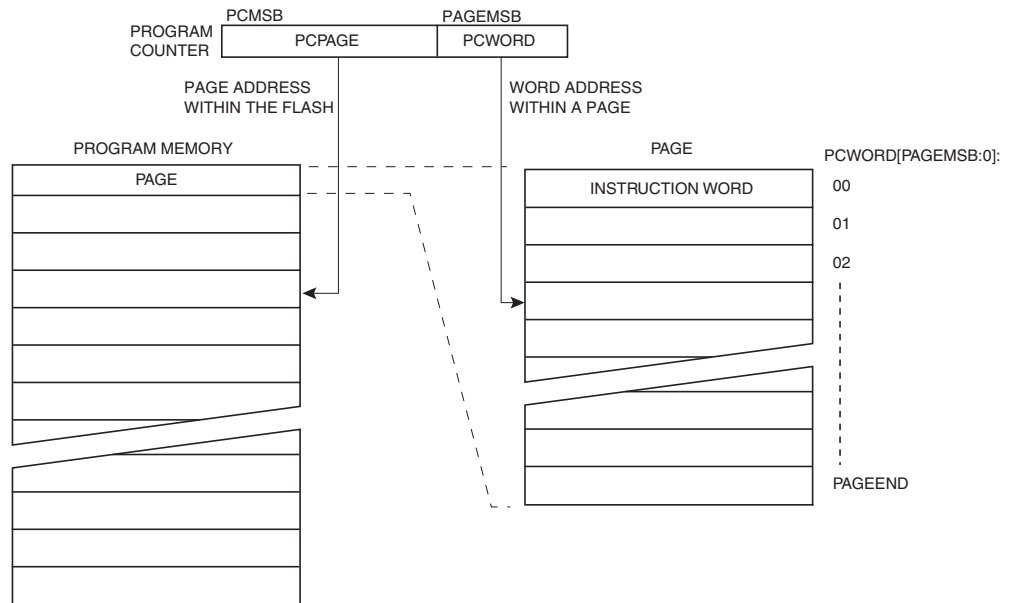 PCMSB PAGEMSB
PROGRAM
COUNTER
PCPAGE PCWORD
PAGE ADDRESS
WITHIN THE FLASH
WORD ADDRESS
WITHIN A PAGE
PROGRAM MEMORY
PAGE
PAGE
INSTRUCTION WORD
PCWORD[PAGEMSB:0]:
00
01
02
PAGEEND